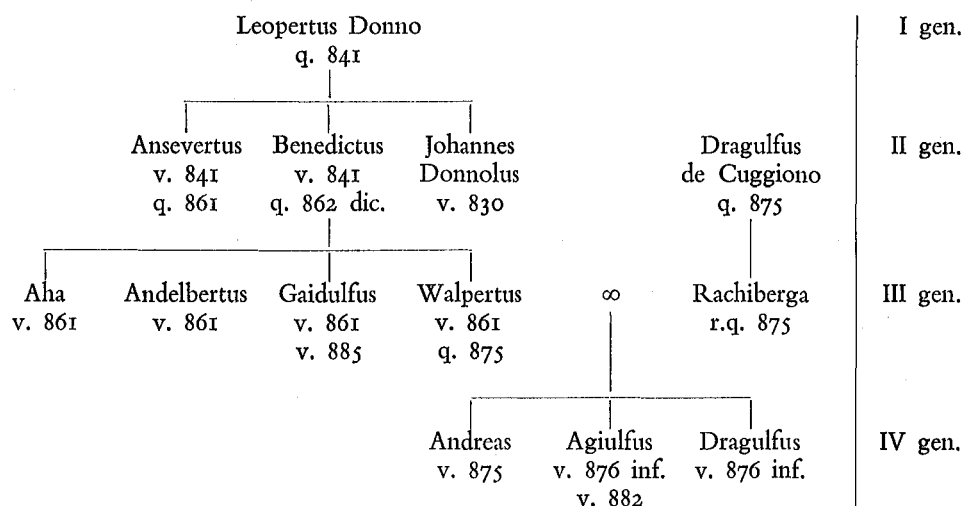 Leopertus Donno I gen.
q. 841
Ansevertus Benedictus Johannes Dragulfus II gen.
v. 841 v. 841 Donnolus de Cuggiono
q. 861 q. 862 dic. v. 830 q. 875
Aha Andelbertus Gaidulfus Walpertus ∞ Rachiberga III gen.
v. 861 v. 861 v. 861 v. 861 r.q. 875
v. 885 q. 875
Andreas Agiulfus Dragulfus IV gen.
v. 875 v. 876 inf. v. 876 inf.
v. 882